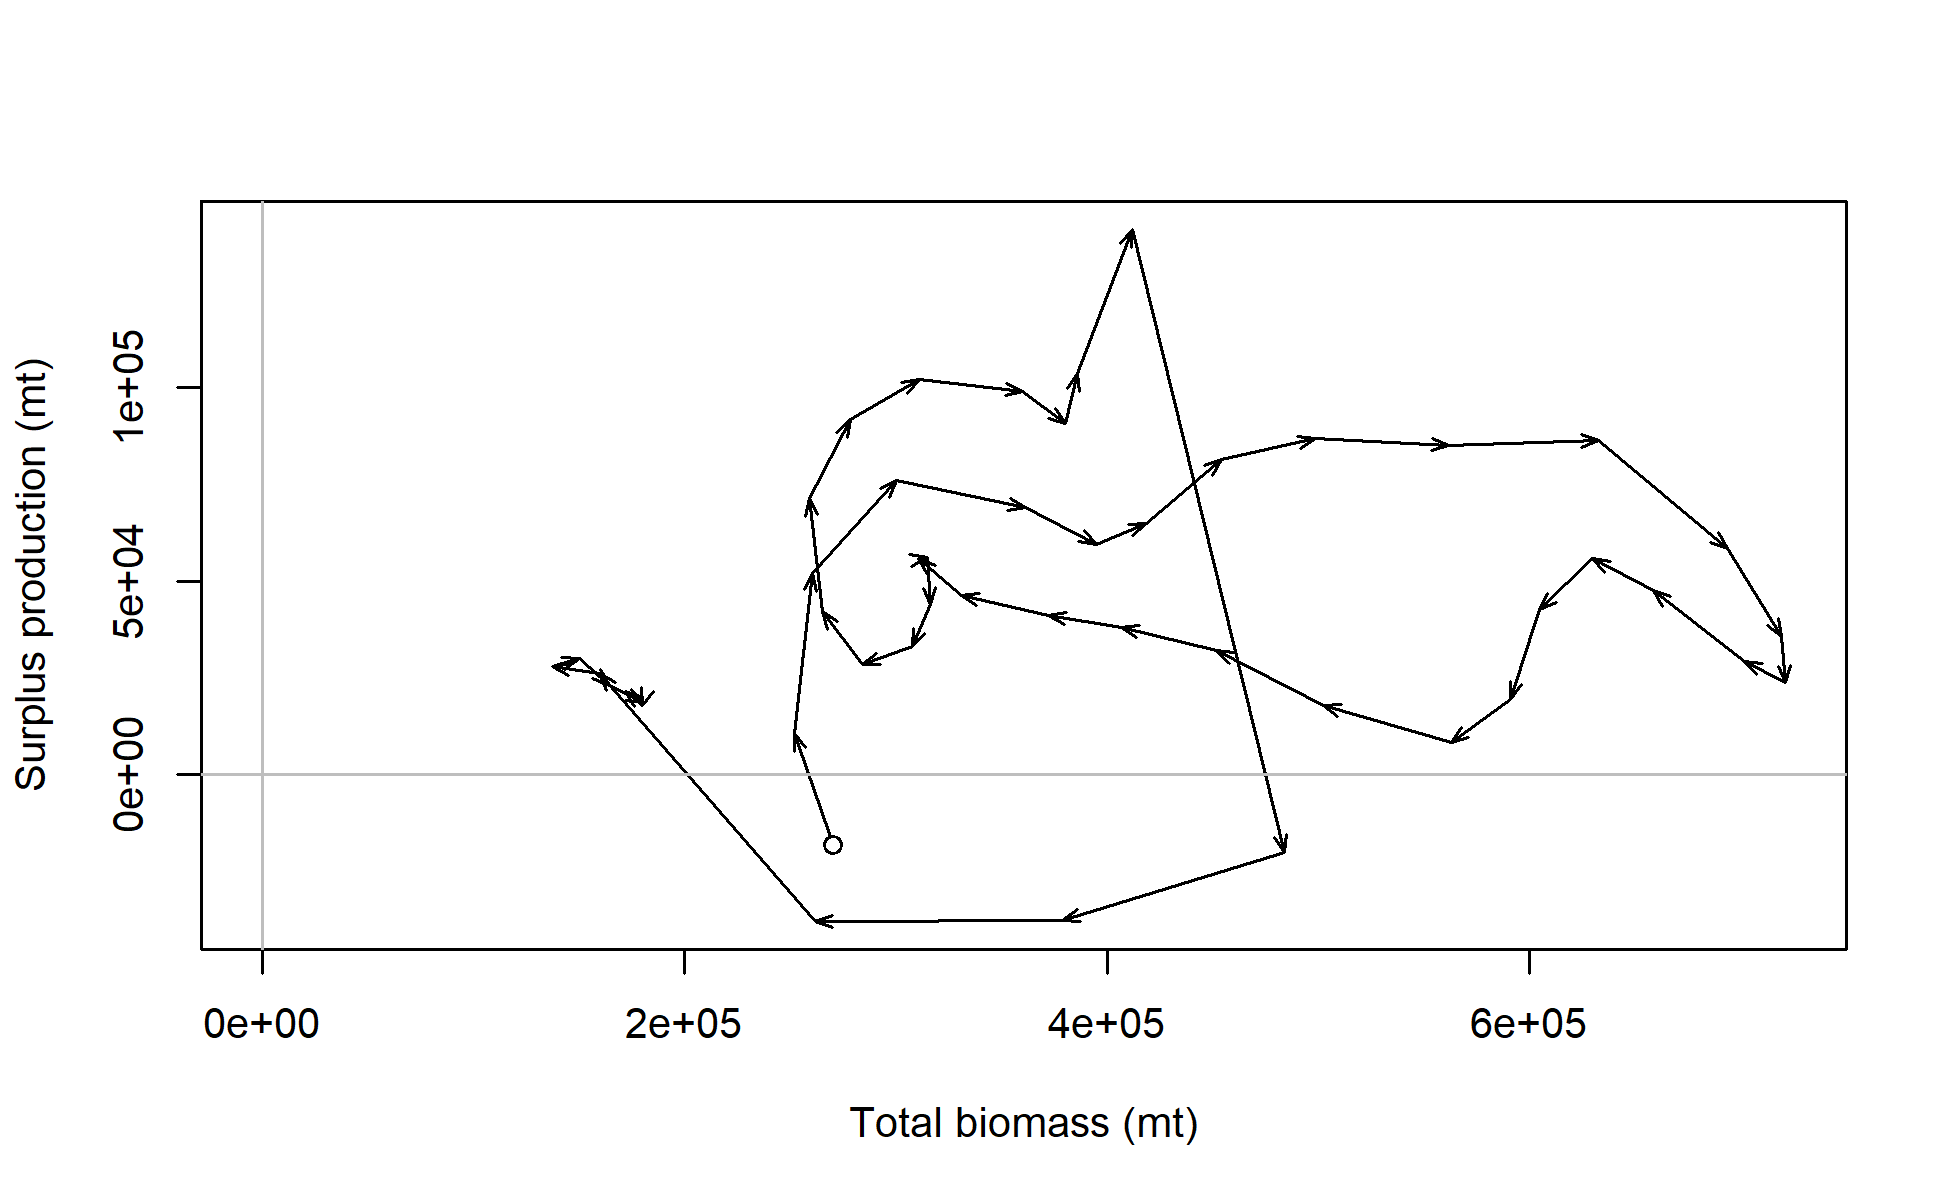 Surplus production (mt)
1e+05
5e+04
0e+00
0e+00 2e+05 4e+05 6e+05
Total biomass (mt)